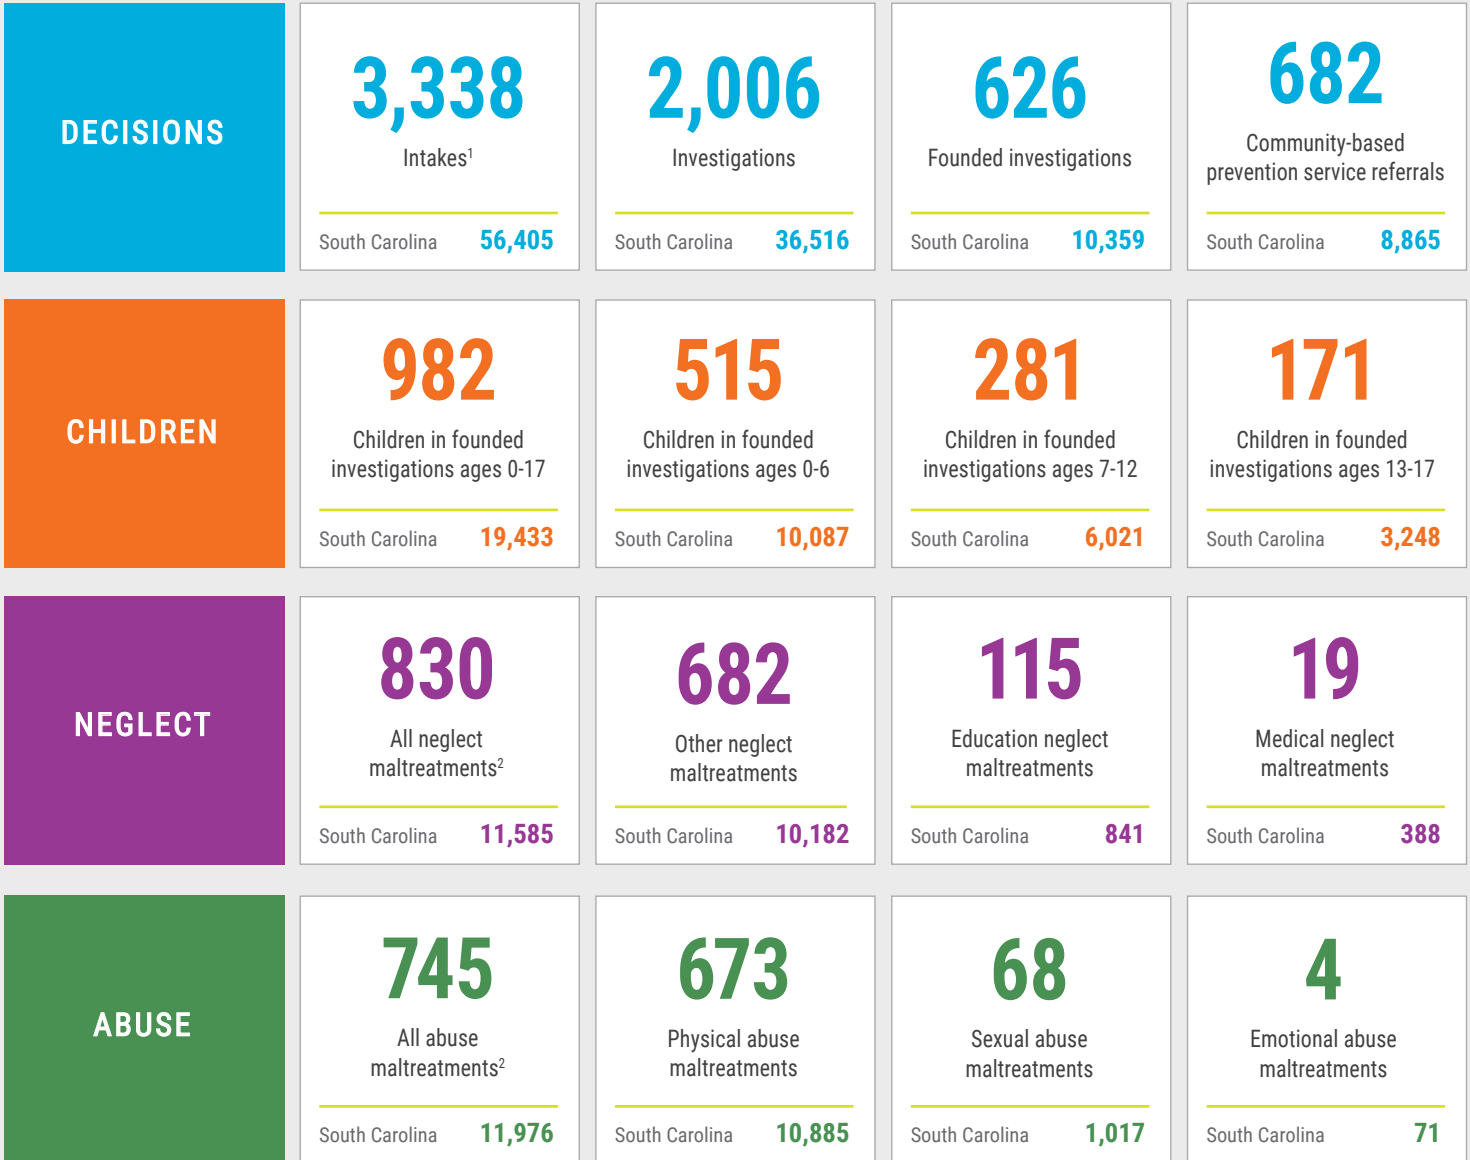 DECISIONS
3,338
Intakes1
South Carolina 56,405
2,006
Investigations
South Carolina 36,516
626
Founded investigations
South Carolina 10,359
682
Community-based
prevention service referrals
South Carolina 8,865
CHILDREN
982
Children in founded
investigations ages 0-17
South Carolina 19,433
515
Children in founded
investigations ages 0-6
South Carolina 10,087
281
Children in founded
investigations ages 7-12
South Carolina 6,021
171
Children in founded
investigations ages 13-17
South Carolina 3,248
NEGLECT
830
All neglect
maltreatments2
South Carolina 11,585
682
Other neglect
maltreatments
South Carolina 10,182
115
Education neglect
maltreatments
South Carolina 841
19
Medical neglect
maltreatments
South Carolina 388
ABUSE
745
All abuse
maltreatments2
South Carolina 11,976
673
Physical abuse
maltreatments
South Carolina 10,885
68
Sexual abuse
maltreatments
South Carolina 1,017
4
Emotional abuse
maltreatments
South Carolina 71